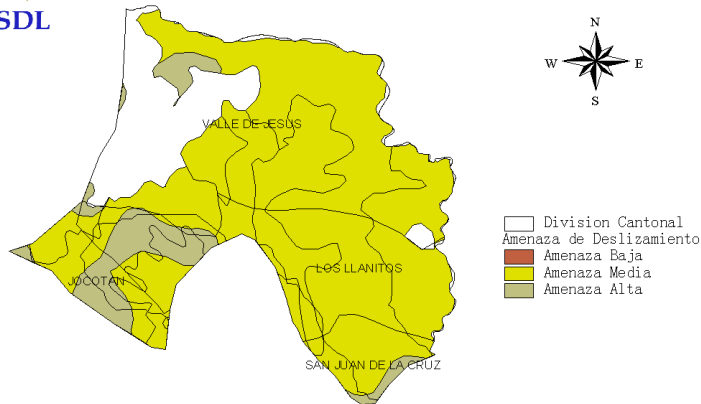 SDL
N
W E
S
VALLE DE JESUS
JOCOTAN
LOS LLANITOS
SAN JUAN DE LA CRUZ
Division Cantonal
Amenaza de Deslizamiento
Amenaza Baja
Amenaza Media
Amenaza Alta